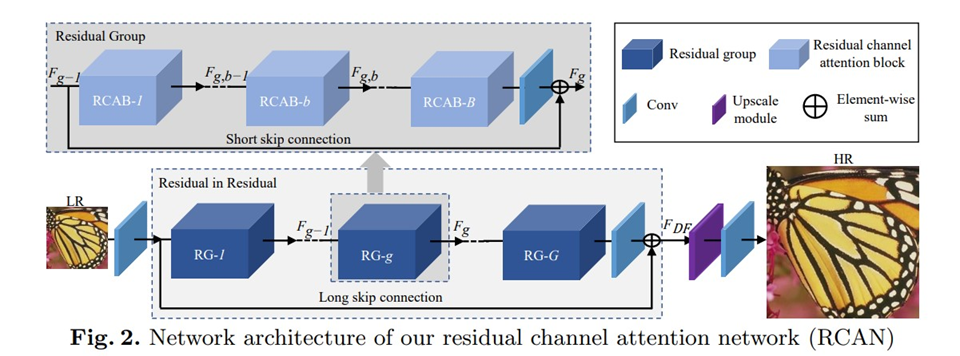 Residual Group
F_{g-1}
RCAB-1
F_{g,b-1}
RCAB-b
F_{g,b}
RCAB-B
F_g
Short skip connection
Residual group
Residual channel
attention block
Conv
Upscale
module
Element-wise
sum
LR
Residual in Residual
RG-1
F_{g-1}
RG-g
F_g
RG-G
F_{DF}
Long skip connection
HR
Fig. 2. Network architecture of our residual channel attention network (RCAN)